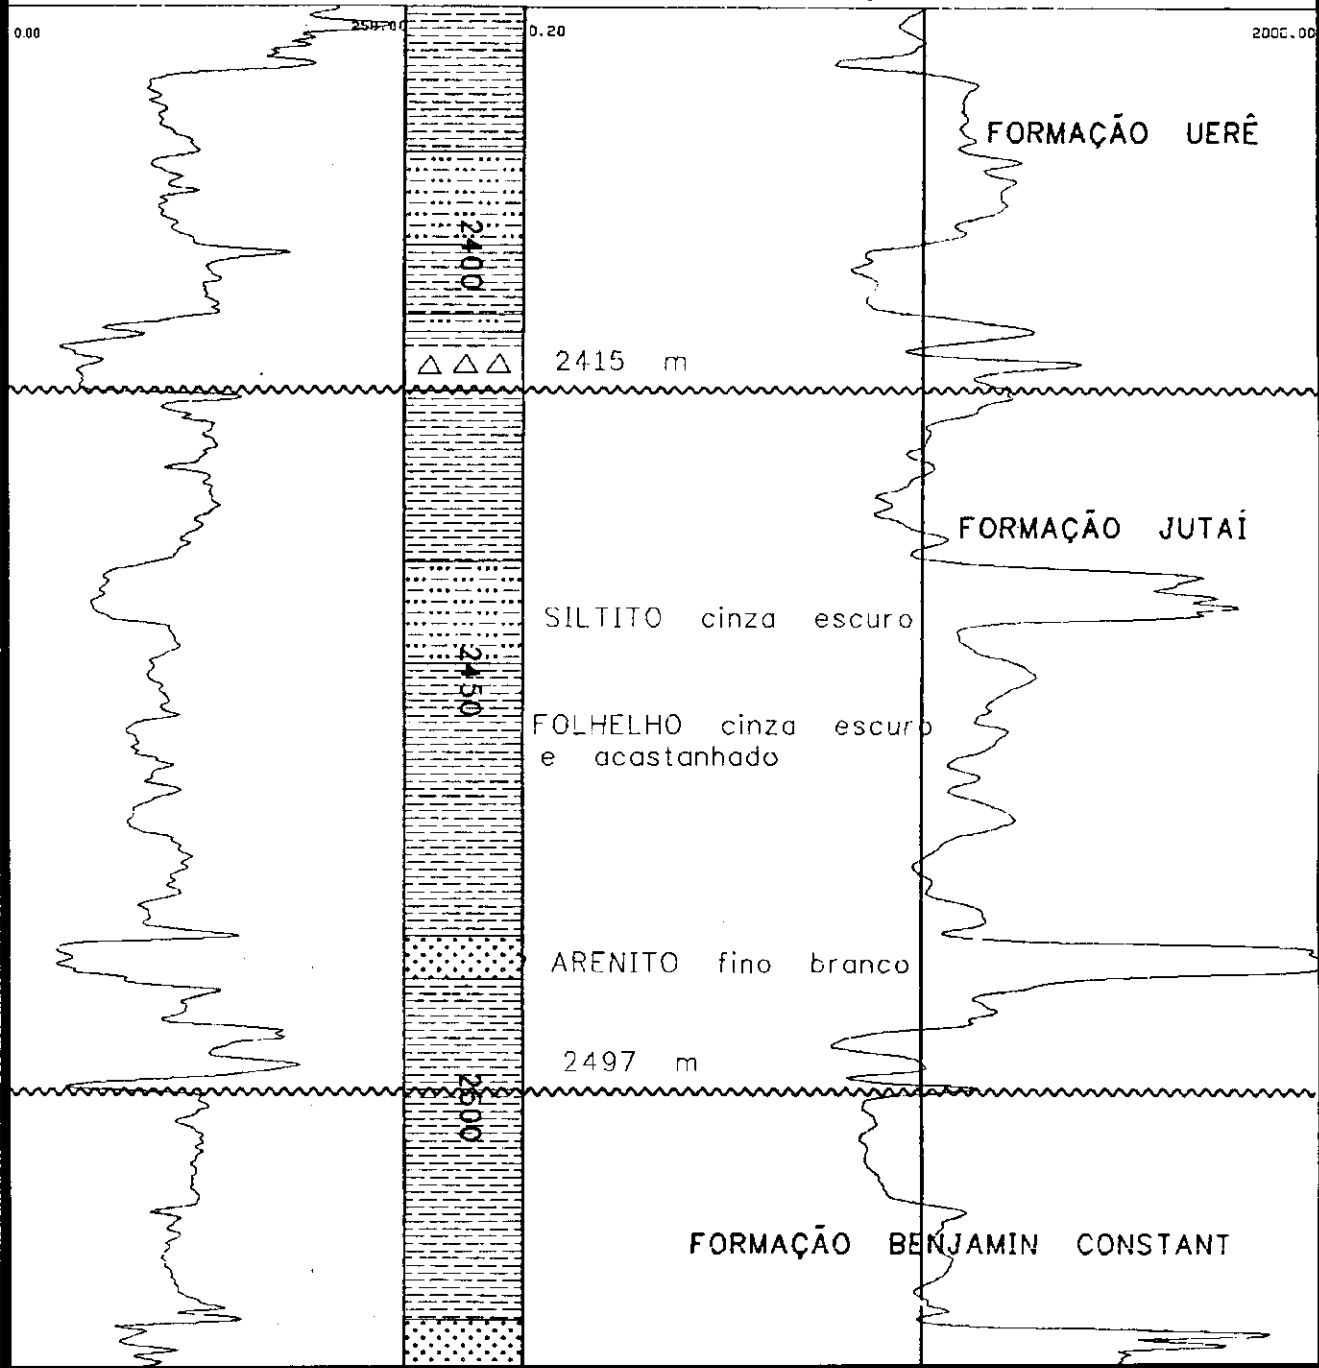 0.00
250.00
0.20
2000.00
FORMAÇÃO UERÊ
2400
2415 m
FORMAÇÃO JUTAÍ
SILTITO cinza escuro
2450
FOLHELHO cinza escuro
e acastanhado
ARENITO fino branco
2497 m
2500
FORMAÇÃO BENJAMIN CONSTANT